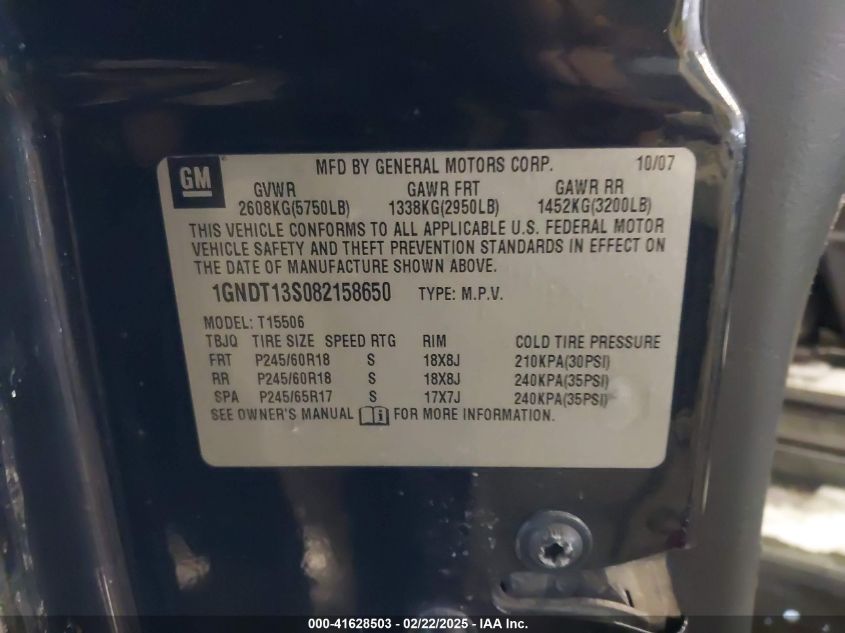 GM
MFD BY GENERAL MOTORS CORP. 10/07
GVWR GAWR FRT GAWR RR
2608KG(5750LB) 1338KG(2950LB) 1452KG(3200LB)
THIS VEHICLE CONFORMS TO ALL APPLICABLE U.S. FEDERAL MOTOR
VEHICLE SAFETY AND THEFT PREVENTION STANDARDS IN EFFECT ON
THE DATE OF MANUFACTURE SHOWN ABOVE.
1GNDT13S082158650 TYPE: M.P.V.
MODEL: T15506
TBJQ TIRE SIZE SPEED RTG RIM COLD TIRE PRESSURE
FRT P245/60R18 S 18X8J 210KPA(30PSI)
RR P245/60R18 S 18X8J 240KPA(35PSI)
SPA P245/65R17 S 17X7J 240KPA(35PSI)
SEE OWNER'S MANUAL FOR MORE INFORMATION.
000-41628503 - 02/22/2025 - IAA Inc.